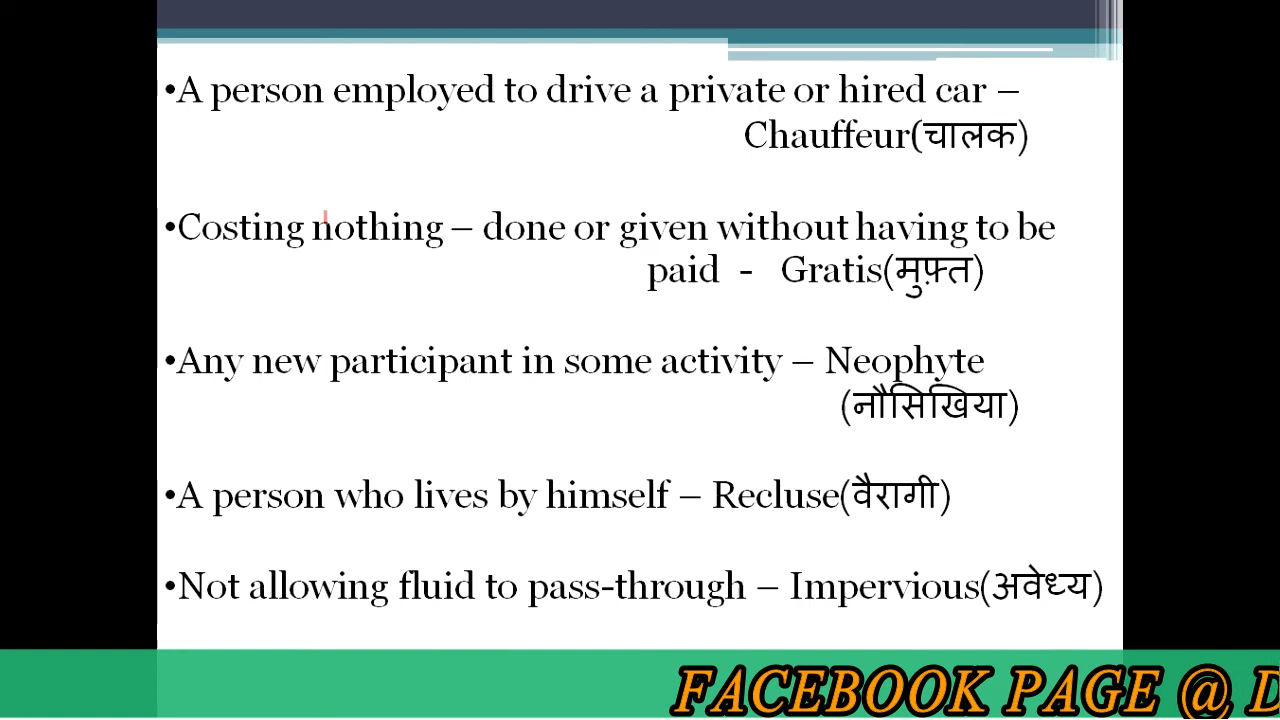 •A person employed to drive a private or hired car –
Chauffeur(चालक)
•Costing nothing – done or given without having to be
paid - Gratis(मुफ़्त)
•Any new participant in some activity – Neophyte
(नौसिखिया)
•A person who lives by himself – Recluse(वैरागी)
•Not allowing fluid to pass-through – Impervious(अवेध्य)
FACEBOOK PAGE @ D